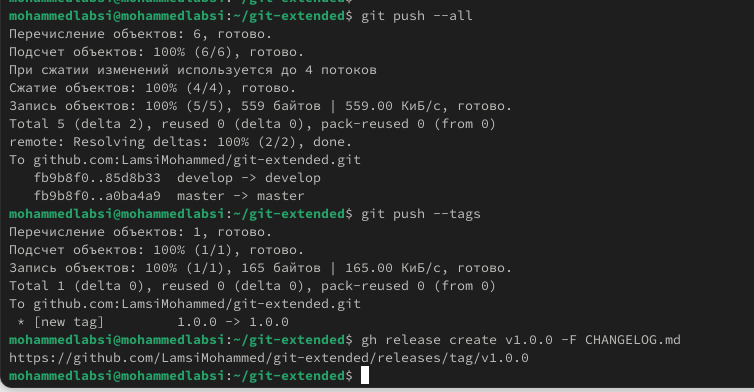 mohammedlabsi@mohammedlabsi:~/git-extended$ git push --all
Перечисление объектов: 6, готово.
Подсчет объектов: 100% (6/6), готово.
При сжатии изменений используется до 4 потоков
Сжатие объектов: 100% (4/4), готово.
Запись объектов: 100% (5/5), 559 байтов | 559.00 КиБ/с, готово.
Total 5 (delta 2), reused 0 (delta 0), pack-reused 0 (from 0)
remote: Resolving deltas: 100% (2/2), done.
To github.com:LamsiMohammed/git-extended.git
   fb9b8f0..85d8b33  develop -> develop
   fb9b8f0..a0ba4a9  master -> master
mohammedlabsi@mohammedlabsi:~/git-extended$ git push --tags
Перечисление объектов: 1, готово.
Подсчет объектов: 100% (1/1), готово.
Запись объектов: 100% (1/1), 165 байтов | 165.00 КиБ/с, готово.
Total 1 (delta 0), reused 0 (delta 0), pack-reused 0 (from 0)
To github.com:LamsiMohammed/git-extended.git
 * [new tag]         1.0.0 -> 1.0.0
mohammedlabsi@mohammedlabsi:~/git-extended$ gh release create v1.0.0 -F CHANGELOG.md
https://github.com/LamsiMohammed/git-extended/releases/tag/v1.0.0
mohammedlabsi@mohammedlabsi:~/git-extended$